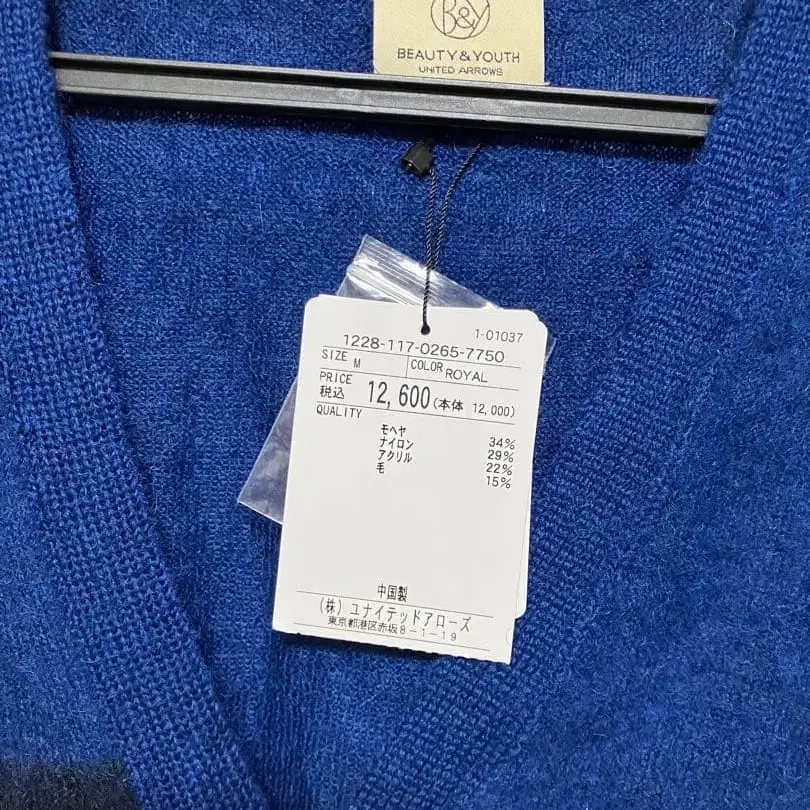 B&Y
BEAUTY&YOUTH
UNITED ARROWS
1-01037
1228-117-0265-7750
SIZE M COLOR ROYAL
PRICE
税込 12,600(本体 12,000)
QUALITY
モヘヤ 34%
ナイロン 29%
アクリル 22%
毛 15%
中国製
(株)ユナイテッドアローズ
東京都港区赤坂8-1-19